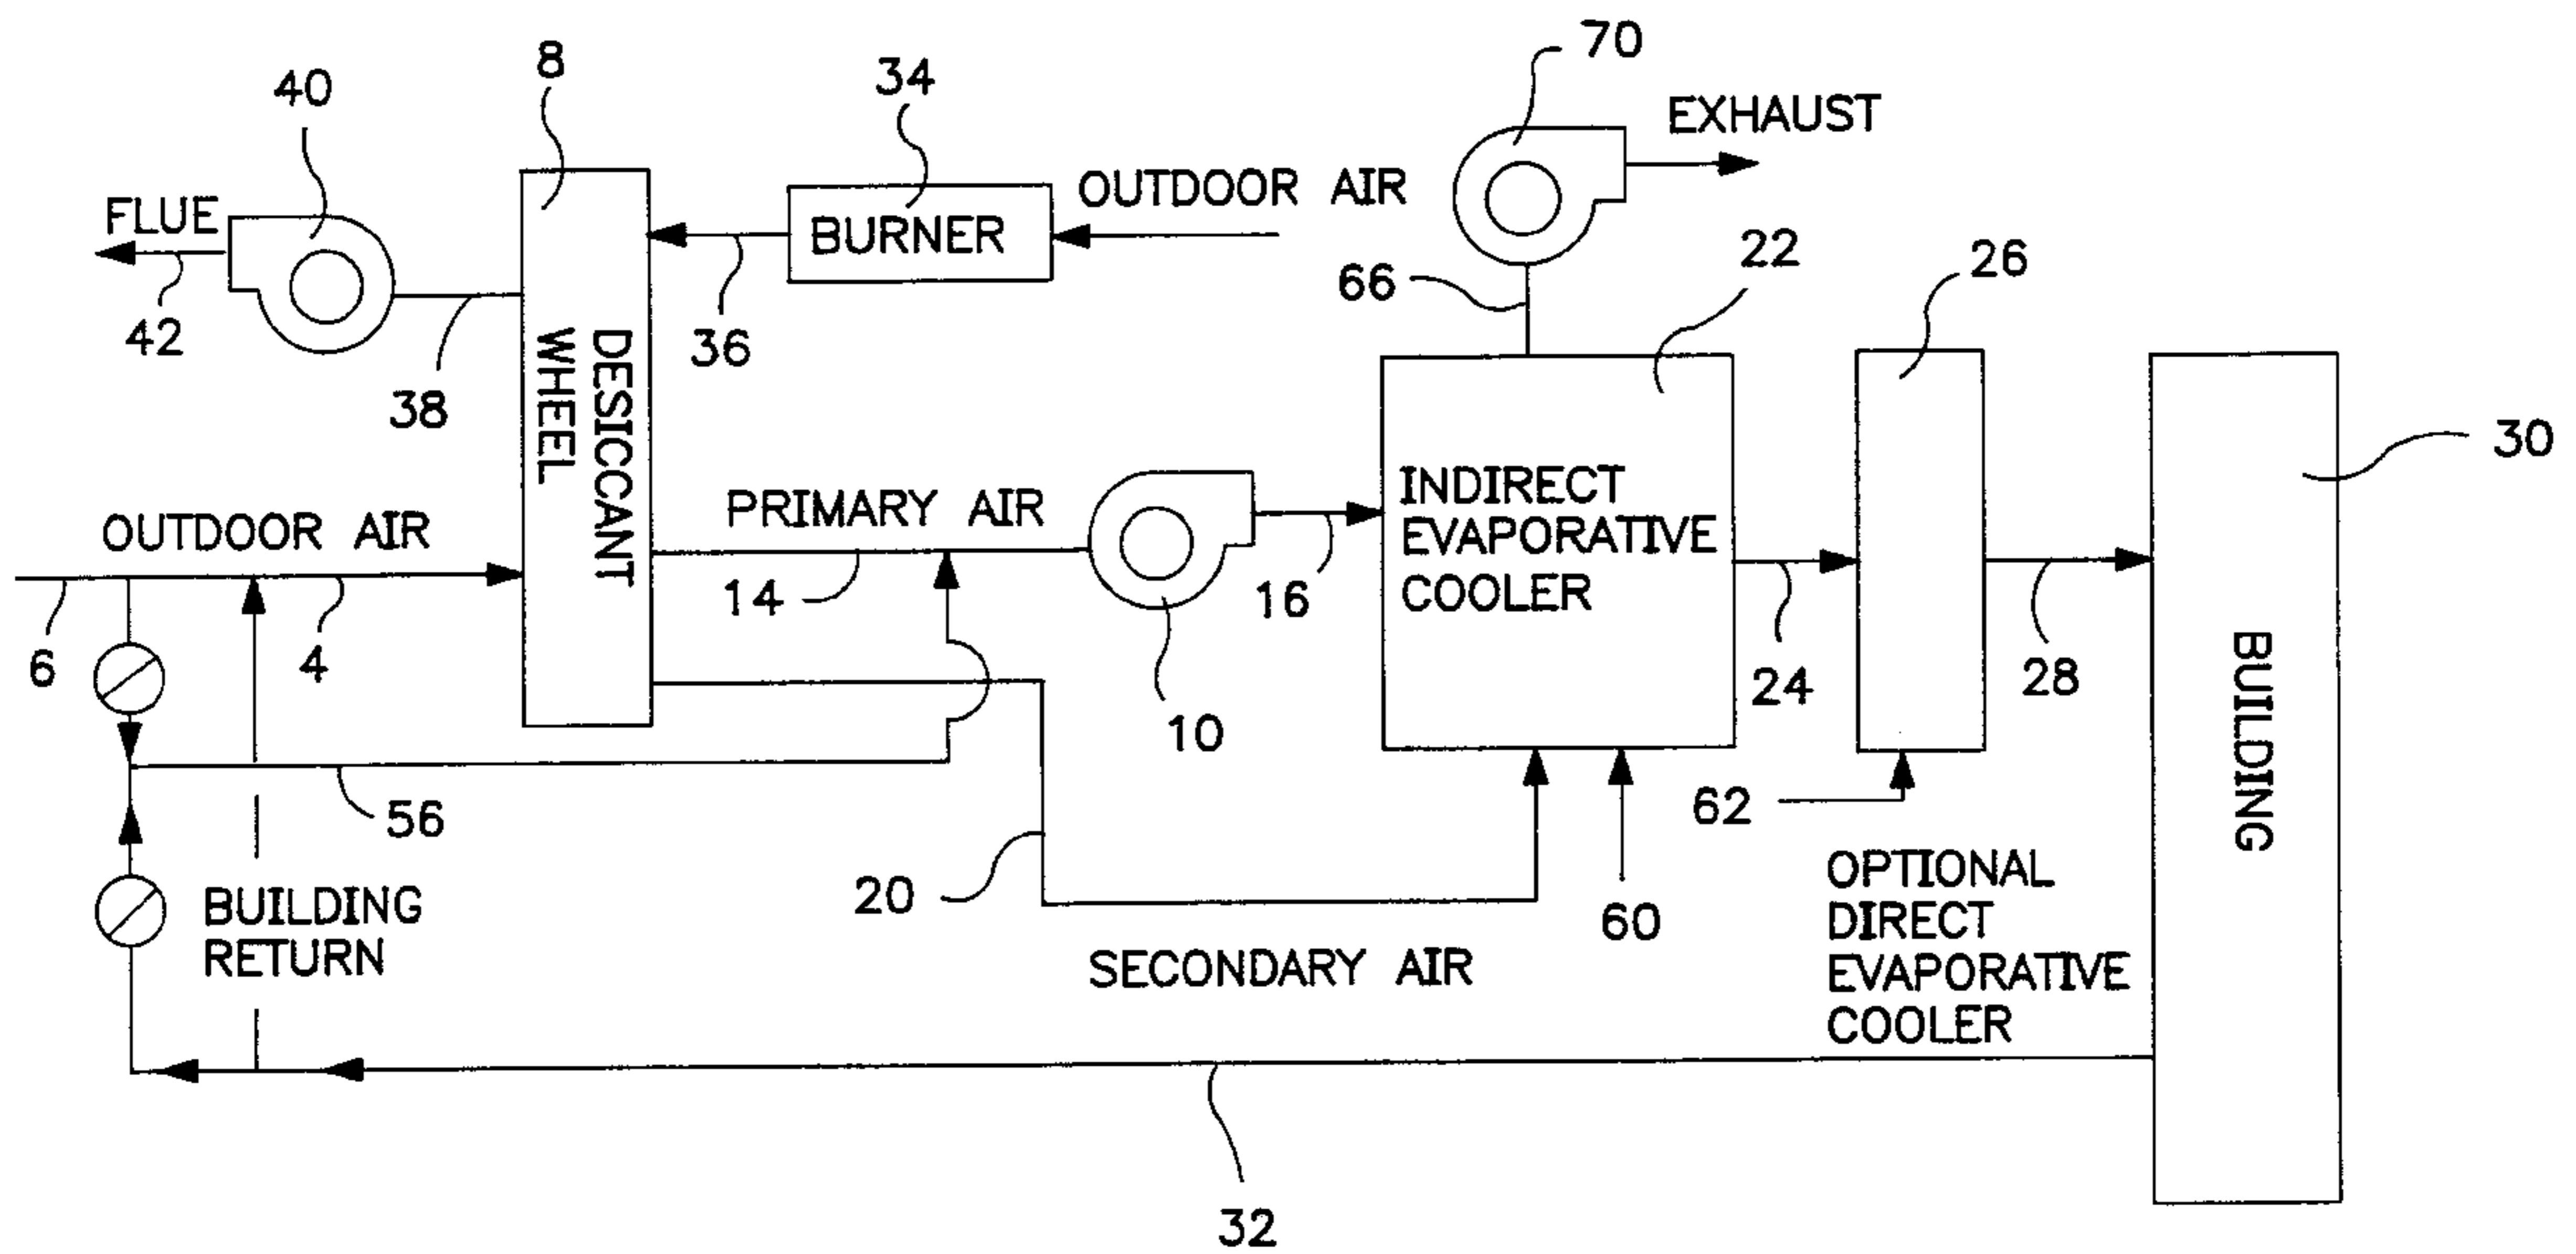 70
8
34
40
EXHAUST
OUTDOOR AIR
FLUE
BURNER
22
26
66
42
36
38
DESICCANT
WHEEL
30
INDIRECT
EVAPORATIVE
COOLER
PRIMARY AIR
OUTDOOR AIR
14
16
6
4
24
28
10
BUILDING
56
62
20
60
BUILDING
RETURN
OPTIONAL
DIRECT
EVAPORATIVE
COOLER
SECONDARY AIR
32